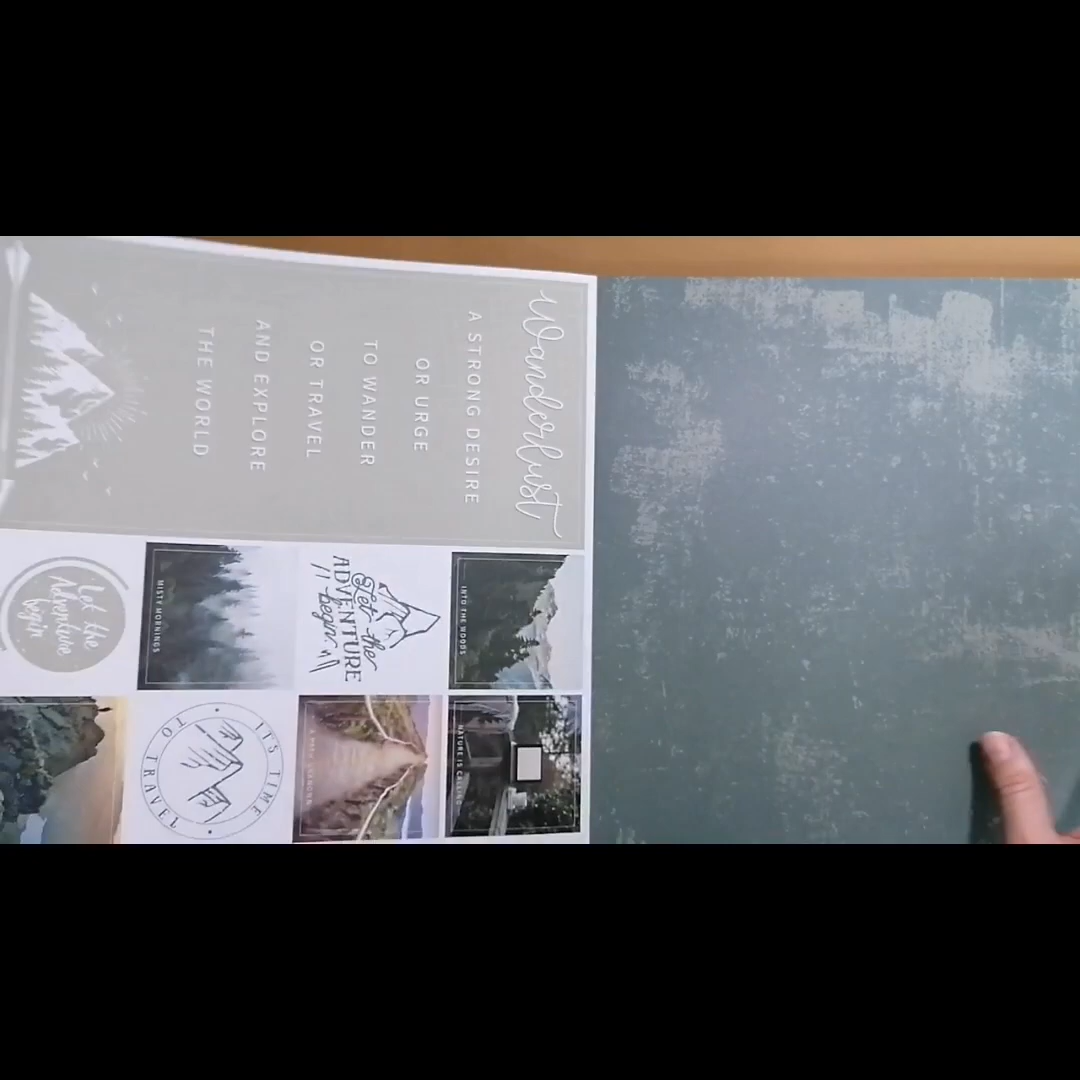 Wanderlust
A STRONG DESIRE
OR URGE
TO WANDER
OR TRAVEL
AND EXPLORE
THE WORLD
INTO THE WOODS
Let the
ADVENTURE
begin
MISTY MORNINGS
Let the
Adventure
begin
NATURE IS CALLING
IT'S TIME
TO TRAVEL